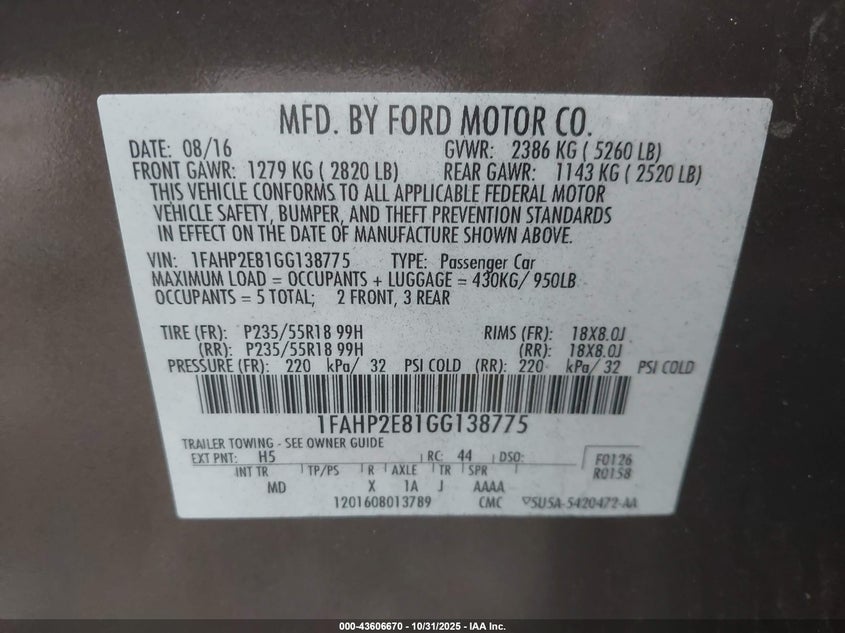 MFD. BY FORD MOTOR CO.
DATE: 08/16 GVWR: 2386 KG ( 5260 LB)
FRONT GAWR: 1279 KG ( 2820 LB) REAR GAWR: 1143 KG ( 2520 LB)
THIS VEHICLE CONFORMS TO ALL APPLICABLE FEDERAL MOTOR
VEHICLE SAFETY, BUMPER, AND THEFT PREVENTION STANDARDS
IN EFFECT ON THE DATE OF MANUFACTURE SHOWN ABOVE.
VIN: 1FAHP2E81GG138775 TYPE: Passenger Car
MAXIMUM LOAD = OCCUPANTS + LUGGAGE = 430KG/ 950LB
OCCUPANTS = 5 TOTAL; 2 FRONT, 3 REAR
TIRE (FR): P235/55R18 99H RIMS (FR): 18X8.0J
(RR): P235/55R18 99H (RR): 18X8.0J
PRESSURE (FR): 220 kPa/ 32 PSI COLD (RR): 220 kPa/ 32 PSI COLD
1FAHP2E81GG138775
TRAILER TOWING - SEE OWNER GUIDE
EXT PNT: H5 RC: 44 DSO: F0126
INT TR TP/PS R AXLE TR SPR R0158
MD X 1A J AAAA
1201608013789 CMC 5U5A-5420472-AA
000-43606670 - 10/31/2025 - IAA Inc.